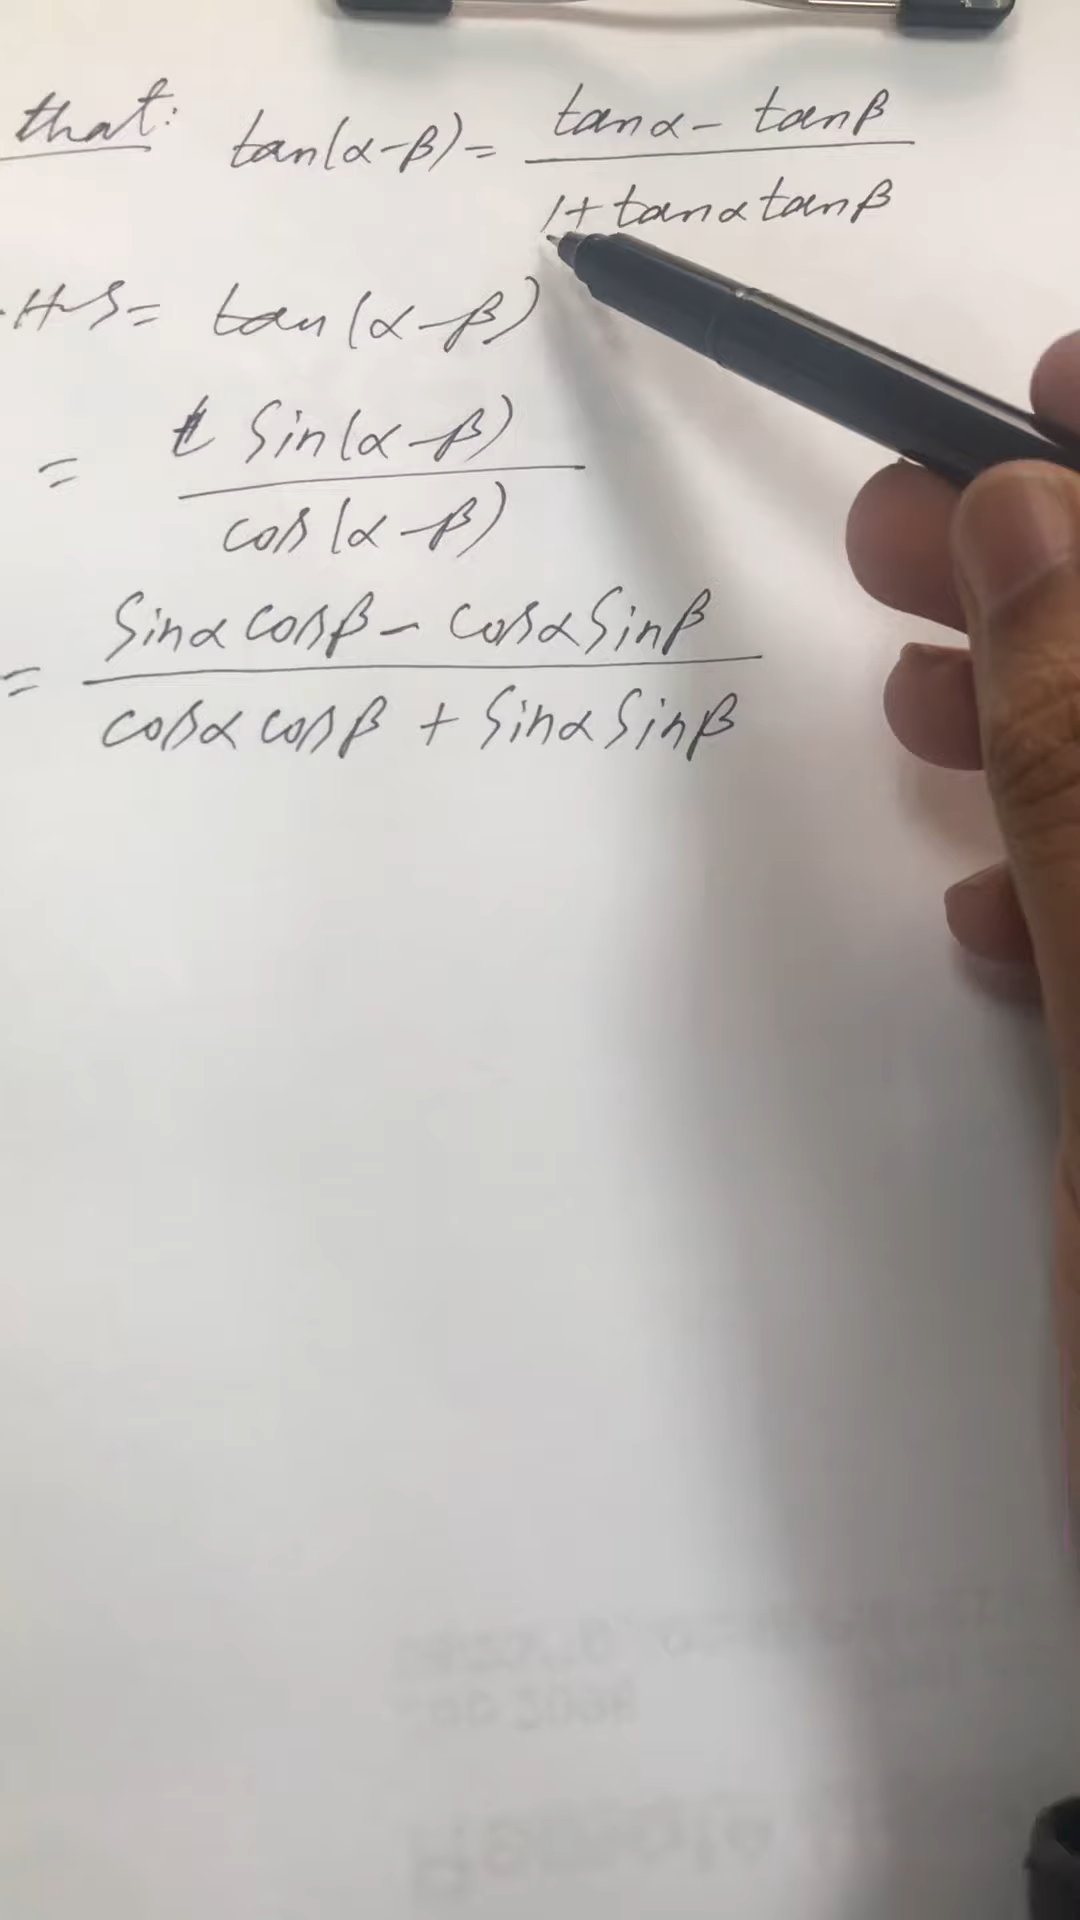 that: tan(α-β) = tanα - tanβ / 1 + tanα tanβ
.H.S = tan(α-β)
= Sin(α-β) / cos(α-β)
= Sinα cosβ - cosα Sinβ / cosα cosβ + Sinα Sinβ